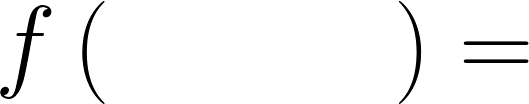 f ( ) =